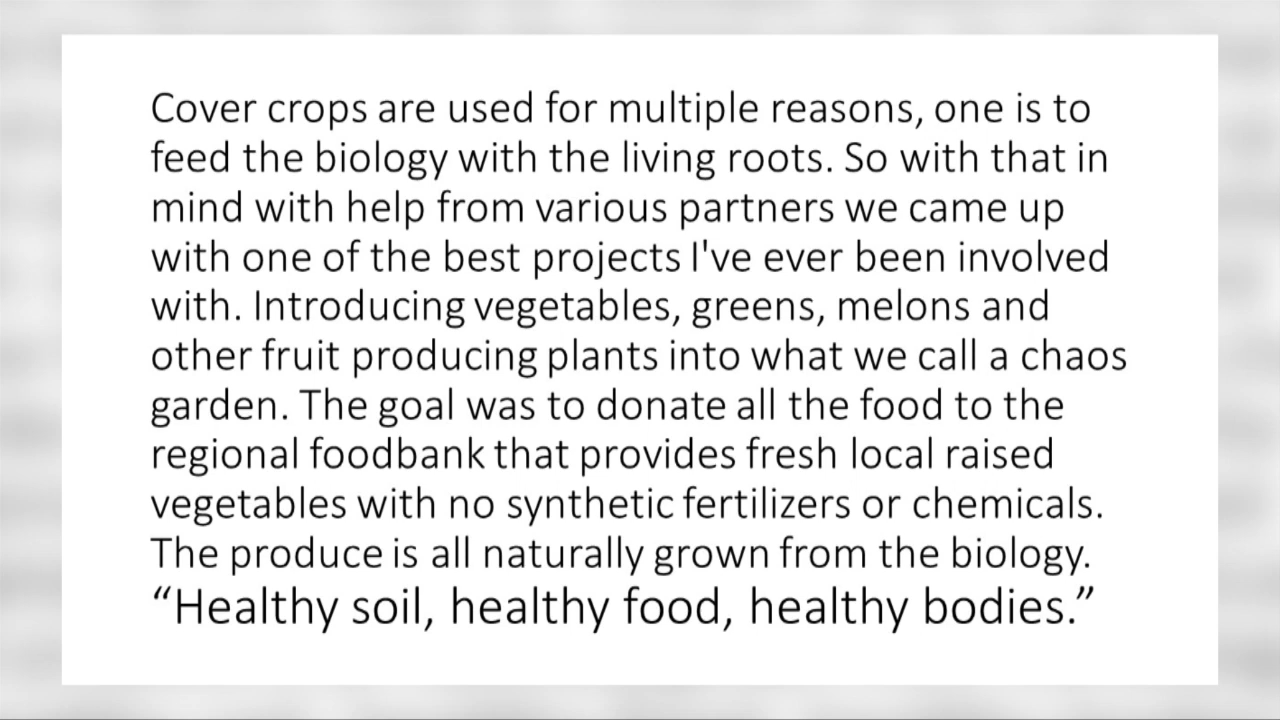 Cover crops are used for multiple reasons, one is to
feed the biology with the living roots. So with that in
mind with help from various partners we came up
with one of the best projects I've ever been involved
with. Introducing vegetables, greens, melons and
other fruit producing plants into what we call a chaos
garden. The goal was to donate all the food to the
regional foodbank that provides fresh local raised
vegetables with no synthetic fertilizers or chemicals.
The produce is all naturally grown from the biology.
“Healthy soil, healthy food, healthy bodies.”